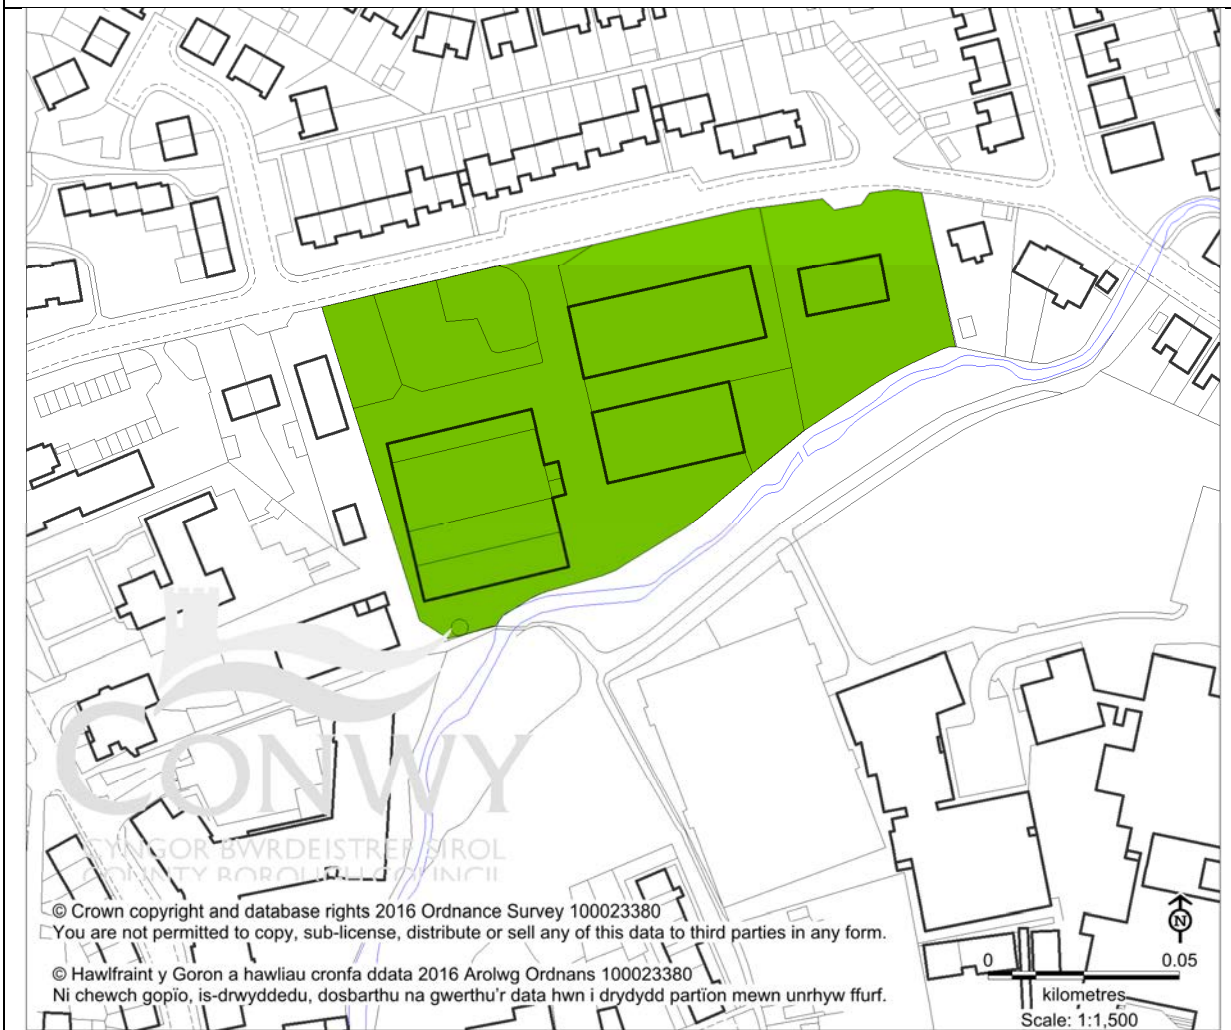 CONWY
CYNGOR BWRDEISTREF SIROL
COUNTY BOROUGH COUNCIL
© Crown copyright and database rights 2016 Ordnance Survey 100023380
You are not permitted to copy, sub-license, distribute or sell any of this data to third parties in any form.
© Hawlfraint y Goron a hawliau cronfa ddata 2016 Arolwg Ordnans 100023380
Ni chewch gopïo, is-drwyddedu, dosbarthu na gwerthu'r data hwn i drydydd partïon mewn unrhyw ffurf.
N
0 0.05
kilometres
Scale: 1:1,500